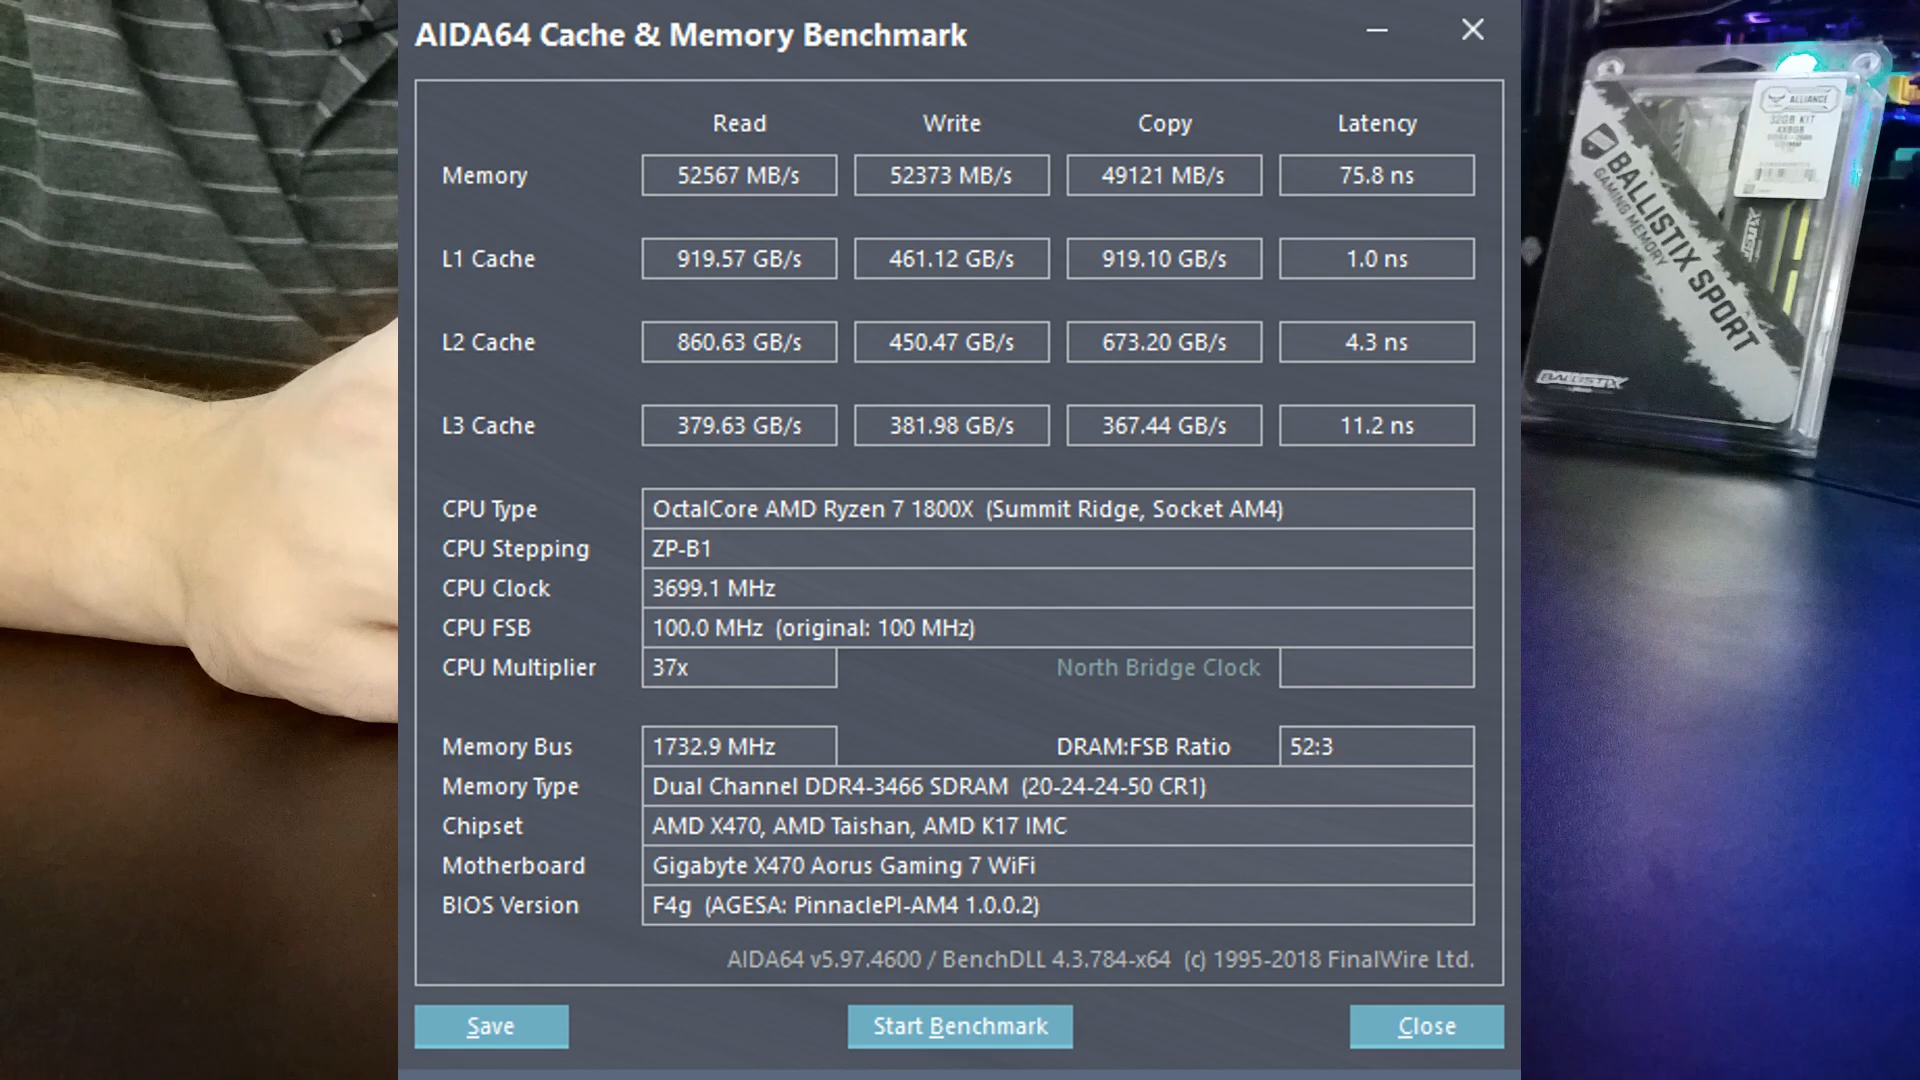 AIDA64 Cache & Memory Benchmark
Read Write Copy Latency
Memory 52567 MB/s 52373 MB/s 49121 MB/s 75.8 ns
L1 Cache 919.57 GB/s 461.12 GB/s 919.10 GB/s 1.0 ns
L2 Cache 860.63 GB/s 450.47 GB/s 673.20 GB/s 4.3 ns
L3 Cache 379.63 GB/s 381.98 GB/s 367.44 GB/s 11.2 ns
CPU Type OctalCore AMD Ryzen 7 1800X (Summit Ridge, Socket AM4)
CPU Stepping ZP-B1
CPU Clock 3699.1 MHz
CPU FSB 100.0 MHz (original: 100 MHz)
CPU Multiplier 37x North Bridge Clock
Memory Bus 1732.9 MHz DRAM:FSB Ratio 52:3
Memory Type Dual Channel DDR4-3466 SDRAM (20-24-24-50 CR1)
Chipset AMD X470, AMD Taishan, AMD K17 IMC
Motherboard Gigabyte X470 Aorus Gaming 7 WiFi
BIOS Version F4g (AGESA: PinnaclePI-AM4 1.0.0.2)
AIDA64 v5.97.4600 / BenchDLL 4.3.784-x64 (c) 1995-2018 FinalWire Ltd.
Save Start Benchmark Close
ALLIANCE
32GB KIT
4X8GB
BALLISTIX SPORT
GAMING MEMORY
BALLISTIX